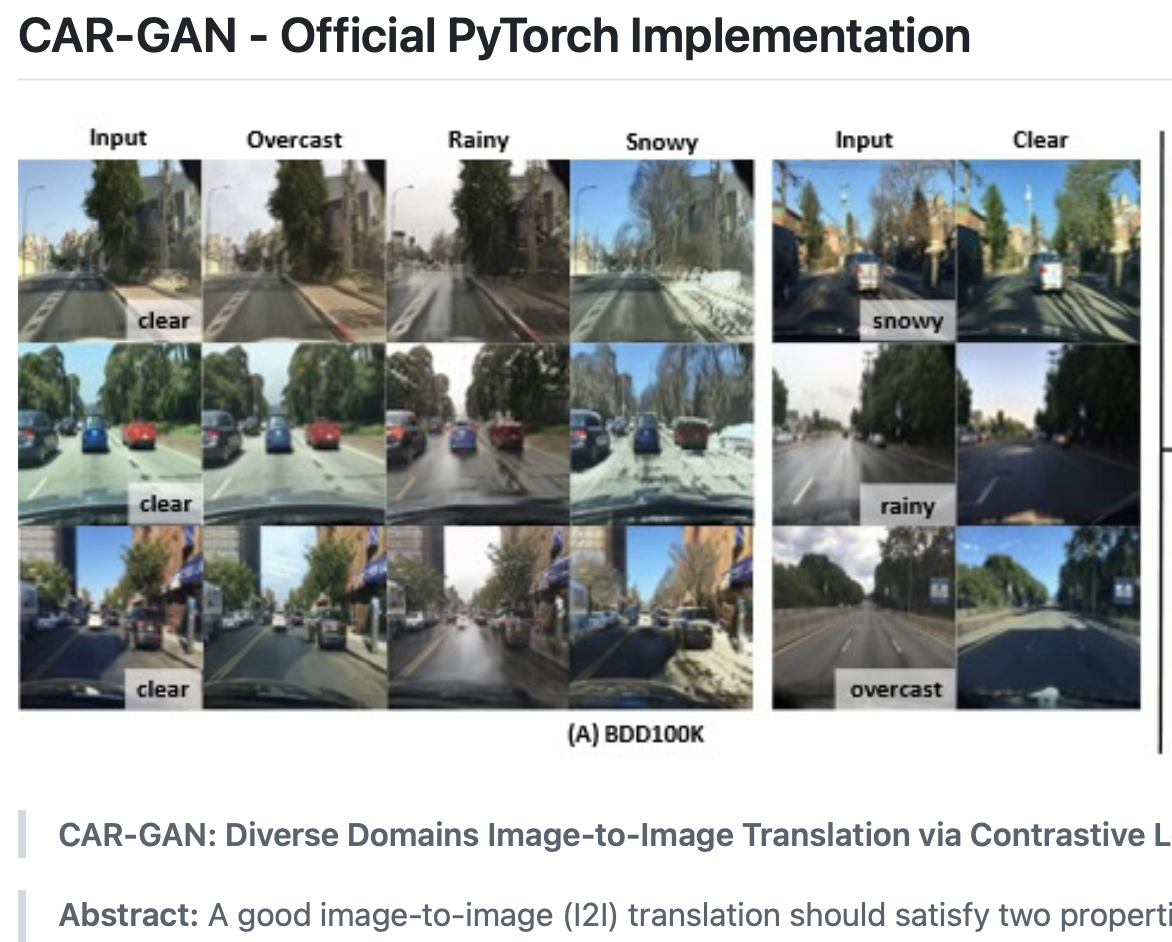 CAR-GAN - Official PyTorch Implementation
Input Overcast Rainy Snowy Input Clear
clear snowy
clear rainy
clear overcast
(A) BDD100K
CAR-GAN: Diverse Domains Image-to-Image Translation via Contrastive L
Abstract: A good image-to-image (I2I) translation should satisfy two properti